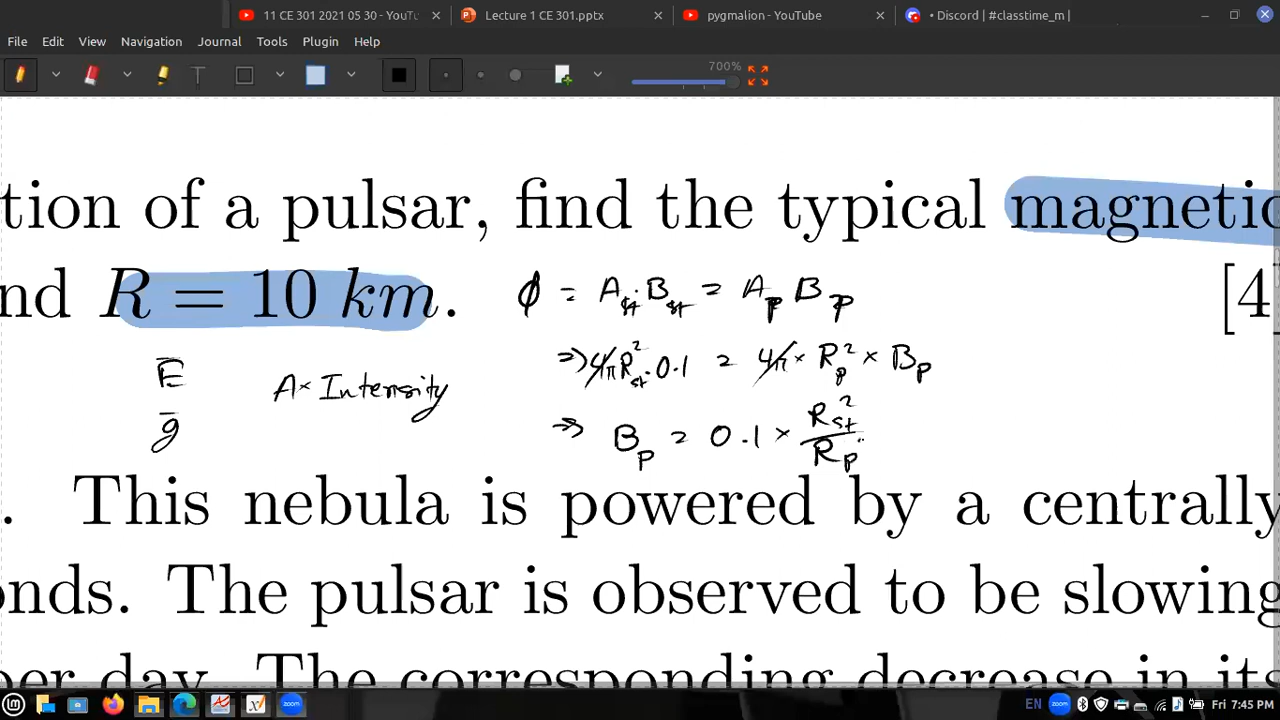 11 CE 301 2021 05 30 - YouTu
Lecture 1 CE 301.pptx
pygmalion - YouTube
• Discord | #classtime_m |
File Edit View Navigation Journal Tools Plugin Help
700%
tion of a pulsar, find the typical magnetic
nd R = 10 km.
[4
ϕ = A_st · B_st = A_p B_p
E̅
A × Intensity
⇒ 4π R_st² · 0.1 = 4π × R_p² × B_p
g̅
⇒ B_p = 0.1 × R_st² / R_p
. This nebula is powered by a centrally
onds. The pulsar is observed to be slowing
per day. The corresponding decrease in its
EN
zoom
Fri 7:45 PM